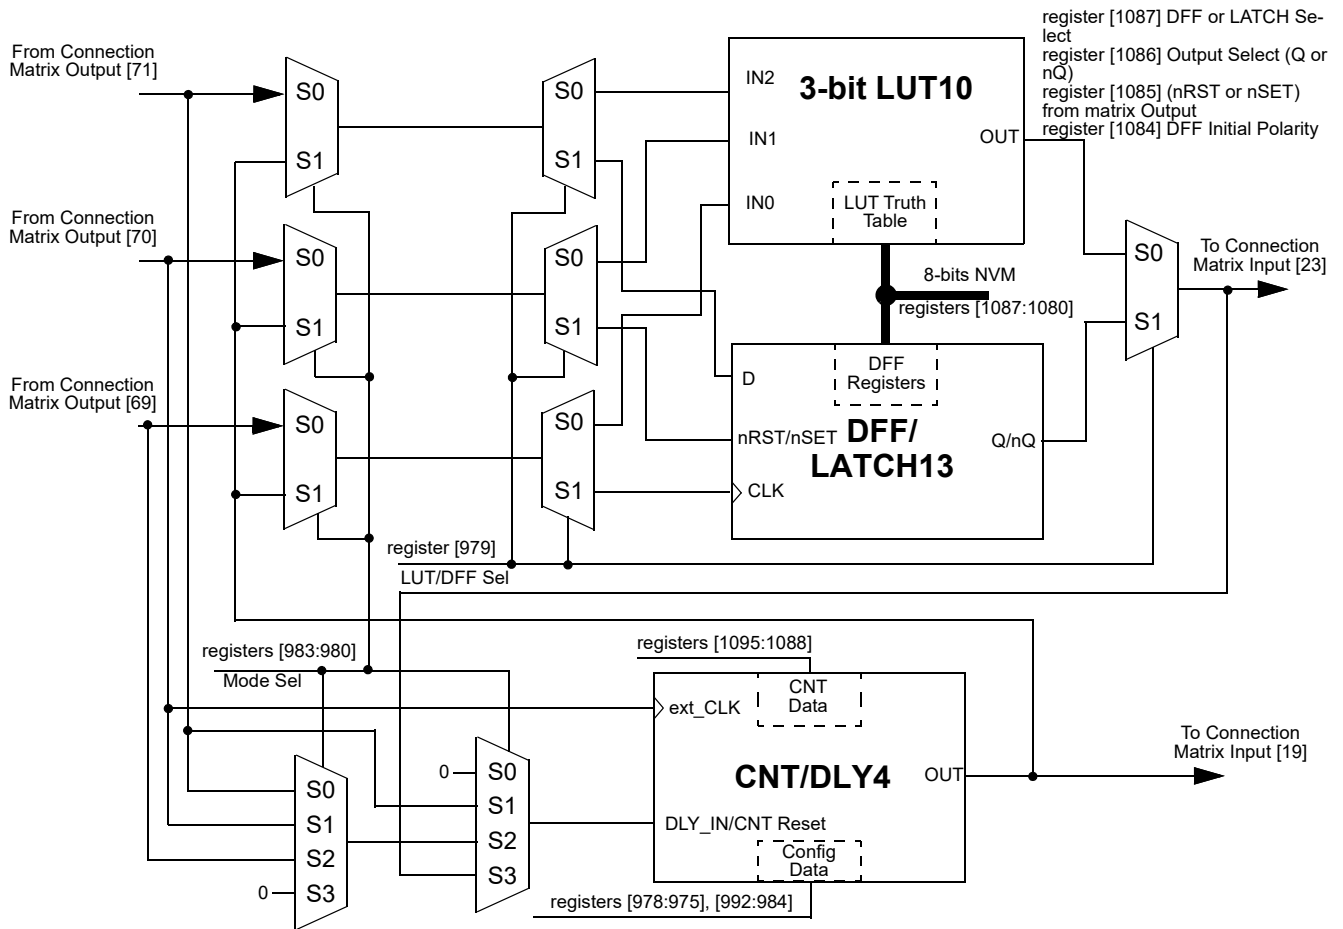 From Connection
Matrix Output [71]
S0
S1
S0
S1
IN2
3-bit LUT10
IN1
OUT
IN0
LUT Truth
Table
register [1087] DFF or LATCH Se-
lect
register [1086] Output Select (Q or
nQ)
register [1085] (nRST or nSET)
from matrix Output
register [1084] DFF Initial Polarity
From Connection
Matrix Output [70]
S0
S1
S0
S1
8-bits NVM
registers [1087:1080]
S0
S1
To Connection
Matrix Input [23]
From Connection
Matrix Output [69]
S0
S1
S0
S1
D
DFF
Registers
nRST/nSET
DFF/
LATCH13
Q/nQ
CLK
register [979]
LUT/DFF Sel
registers [983:980]
Mode Sel
registers [1095:1088]
CNT
Data
ext_CLK
CNT/DLY4
OUT
DLY_IN/CNT Reset
Config
Data
To Connection
Matrix Input [19]
S0
S1
S2
0
S3
0
S0
S1
S2
S3
registers [978:975], [992:984]